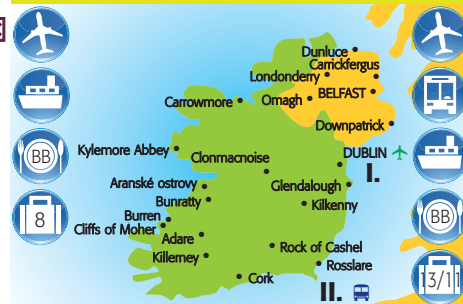 Dunluce
Carrickfergus
Londonderry
BELFAST
Omagh
Carrowmore
Downpatrick
BB
Kylemore Abbey
Clonmacnoise
DUBLIN
I.
Aranské ostrovy
Glendalough
Bunratty
Kilkenny
BB
8
Burren
Cliffs of Moher
Adare
Rock of Cashel
Killerney
Rosslare
13/11
Cork
II.